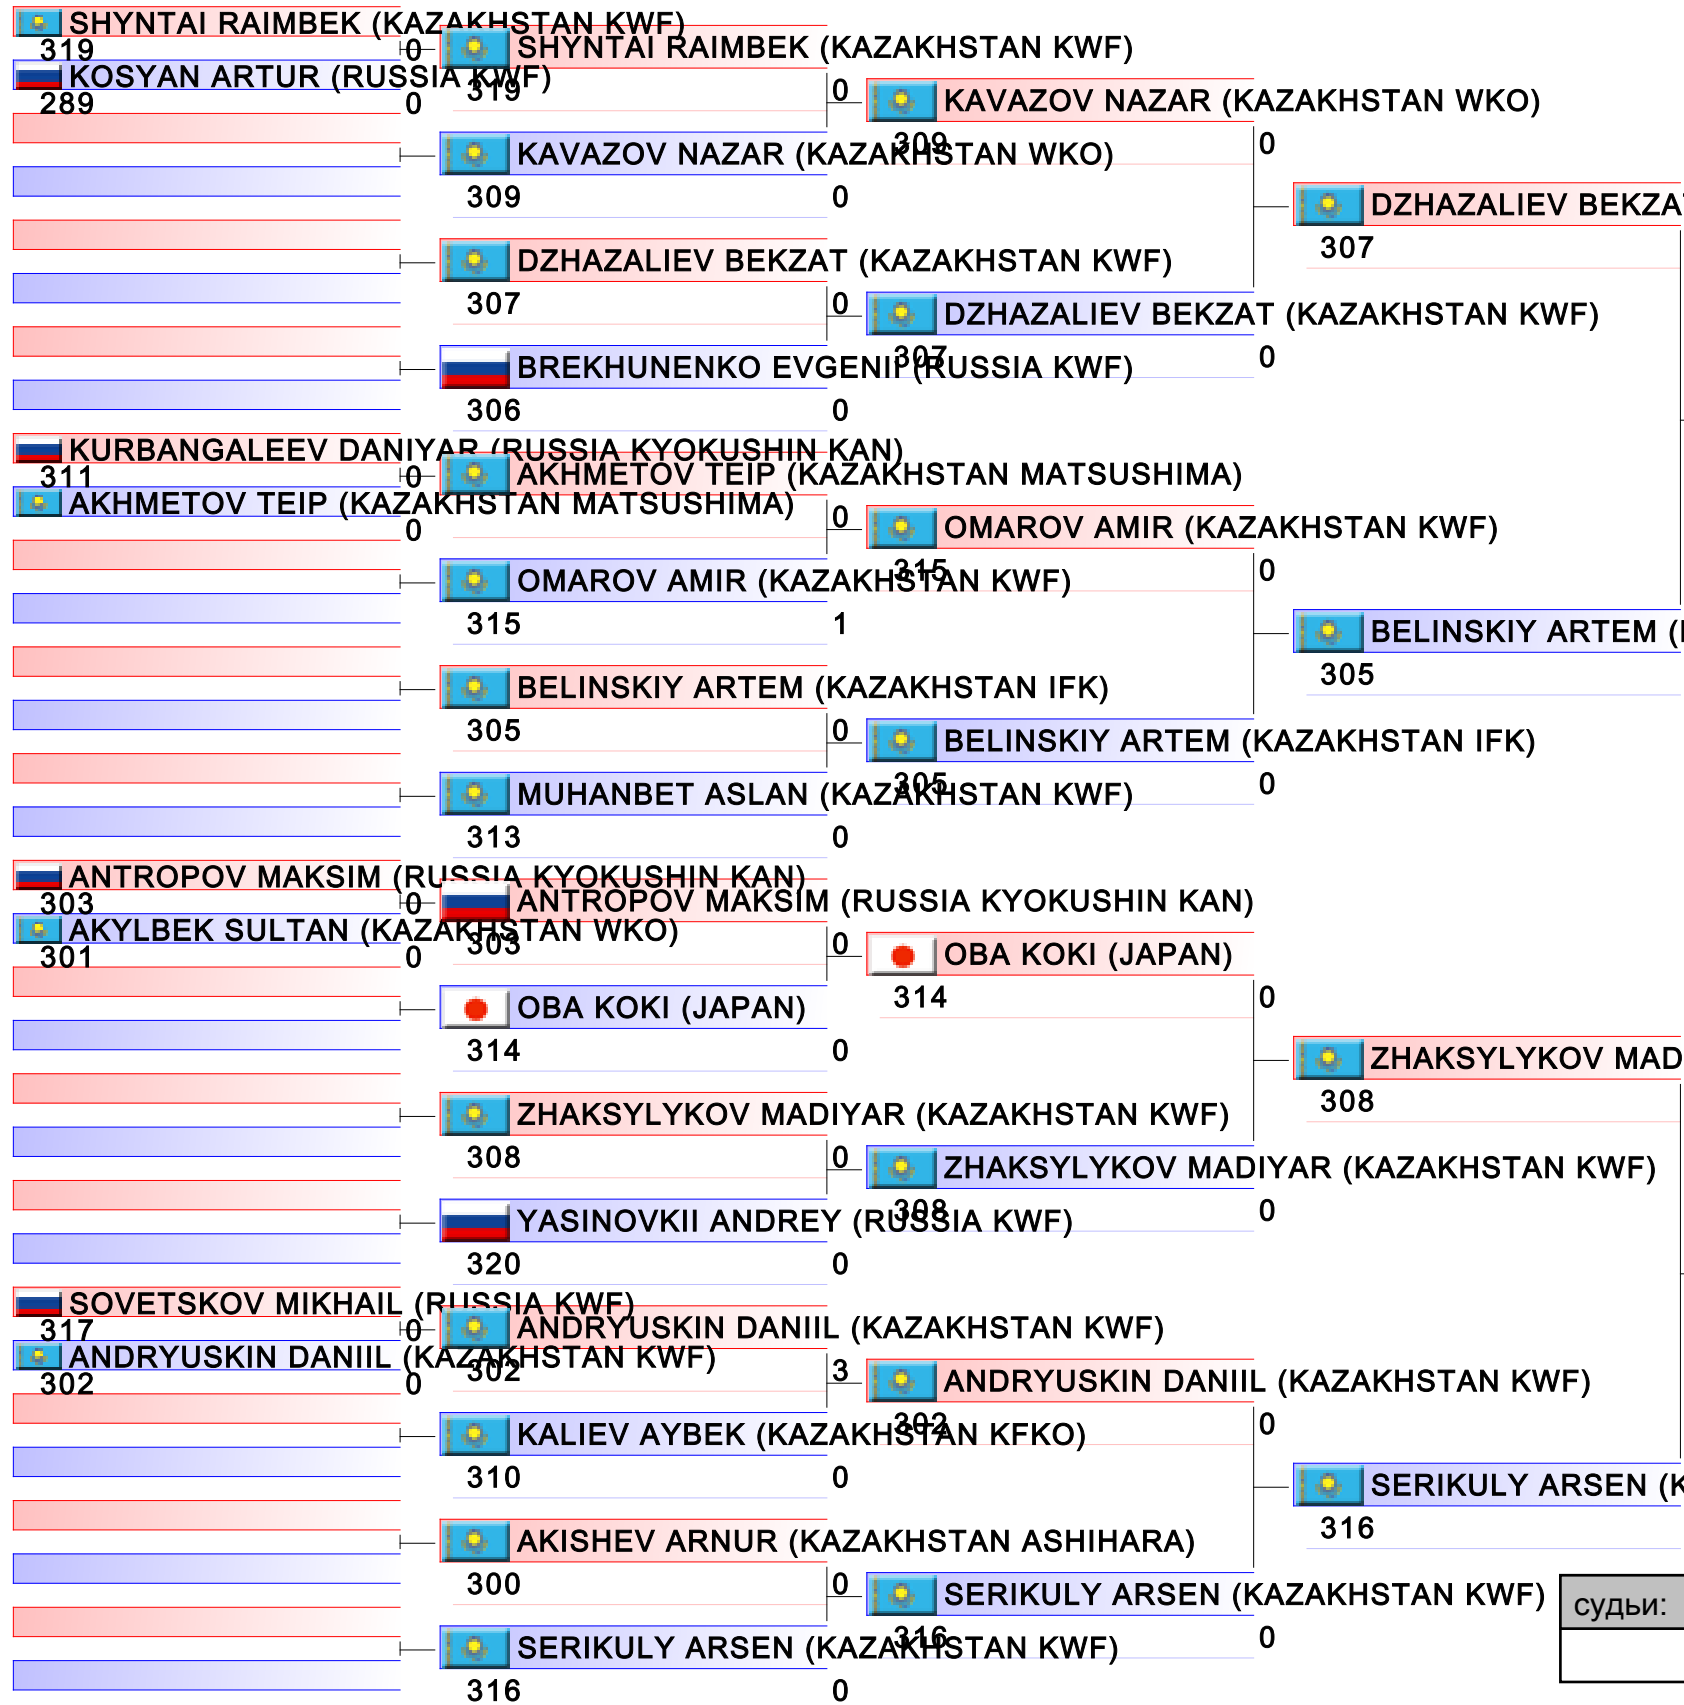 SHYNTAI RAIMBEK (KAZAKHSTAN KWF)
319
0
KOSYAN ARTUR (RUSSIA KWF)
289
0
KURBANGALEEV DANIYAR (RUSSIA KYOKUSHIN KAN)
311
0
AKHMETOV TEIP (KAZAKHSTAN MATSUSHIMA)
0
ANTROPOV MAKSIM (RUSSIA KYOKUSHIN KAN)
303
0
AKYLBEK SULTAN (KAZAKHSTAN WKO)
301
0
SOVETSKOV MIKHAIL (RUSSIA KWF)
317
0
ANDRYUSKIN DANIIL (KAZAKHSTAN KWF)
302
0
SHYNTAI RAIMBEK (KAZAKHSTAN KWF)
319
0
KAVAZOV NAZAR (KAZAKHSTAN WKO)
309
0
DZHAZALIEV BEKZAT (KAZAKHSTAN KWF)
307
0
BREKHUNENKO EVGENII (RUSSIA KWF)
306
0
AKHMETOV TEIP (KAZAKHSTAN MATSUSHIMA)
0
OMAROV AMIR (KAZAKHSTAN KWF)
315
1
BELINSKIY ARTEM (KAZAKHSTAN IFK)
305
0
MUHANBET ASLAN (KAZAKHSTAN KWF)
313
0
ANTROPOV MAKSIM (RUSSIA KYOKUSHIN KAN)
303
0
OBA KOKI (JAPAN)
314
0
ZHAKSYLYKOV MADIYAR (KAZAKHSTAN KWF)
308
0
YASINOVKII ANDREY (RUSSIA KWF)
320
0
ANDRYUSKIN DANIIL (KAZAKHSTAN KWF)
302
3
KALIEV AYBEK (KAZAKHSTAN KFKO)
310
0
AKISHEV ARNUR (KAZAKHSTAN ASHIHARA)
300
0
SERIKULY ARSEN (KAZAKHSTAN KWF)
316
0
KAVAZOV NAZAR (KAZAKHSTAN WKO)
309
0
DZHAZALIEV BEKZAT (KAZAKHSTAN KWF)
307
0
OMAROV AMIR (KAZAKHSTAN KWF)
315
0
BELINSKIY ARTEM (KAZAKHSTAN IFK)
305
0
OBA KOKI (JAPAN)
314
0
ZHAKSYLYKOV MADIYAR (KAZAKHSTAN KWF)
308
0
ANDRYUSKIN DANIIL (KAZAKHSTAN KWF)
302
0
SERIKULY ARSEN (KAZAKHSTAN KWF)
316
0
DZHAZALIEV BEKZA
307
BELINSKIY ARTEM (
305
ZHAKSYLYKOV MAD
308
SERIKULY ARSEN (K
316
судьи: